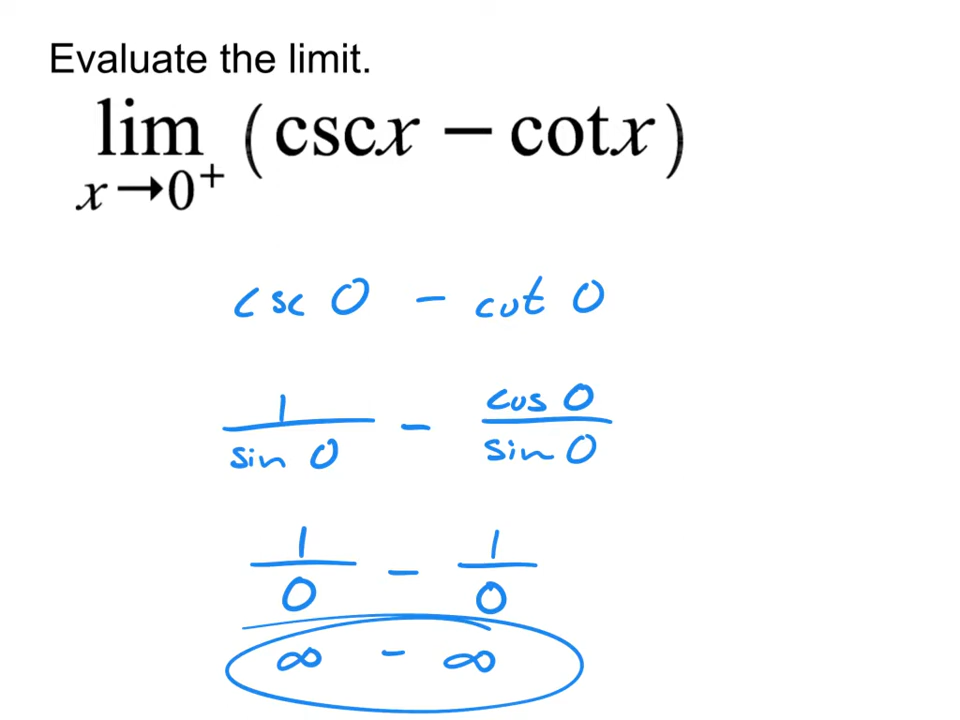 Evaluate the limit.
lim x→0⁺ (cscx − cotx)
csc 0 − cot 0
1/sin 0 − cos 0/sin 0
1/0 − 1/0
∞ − ∞